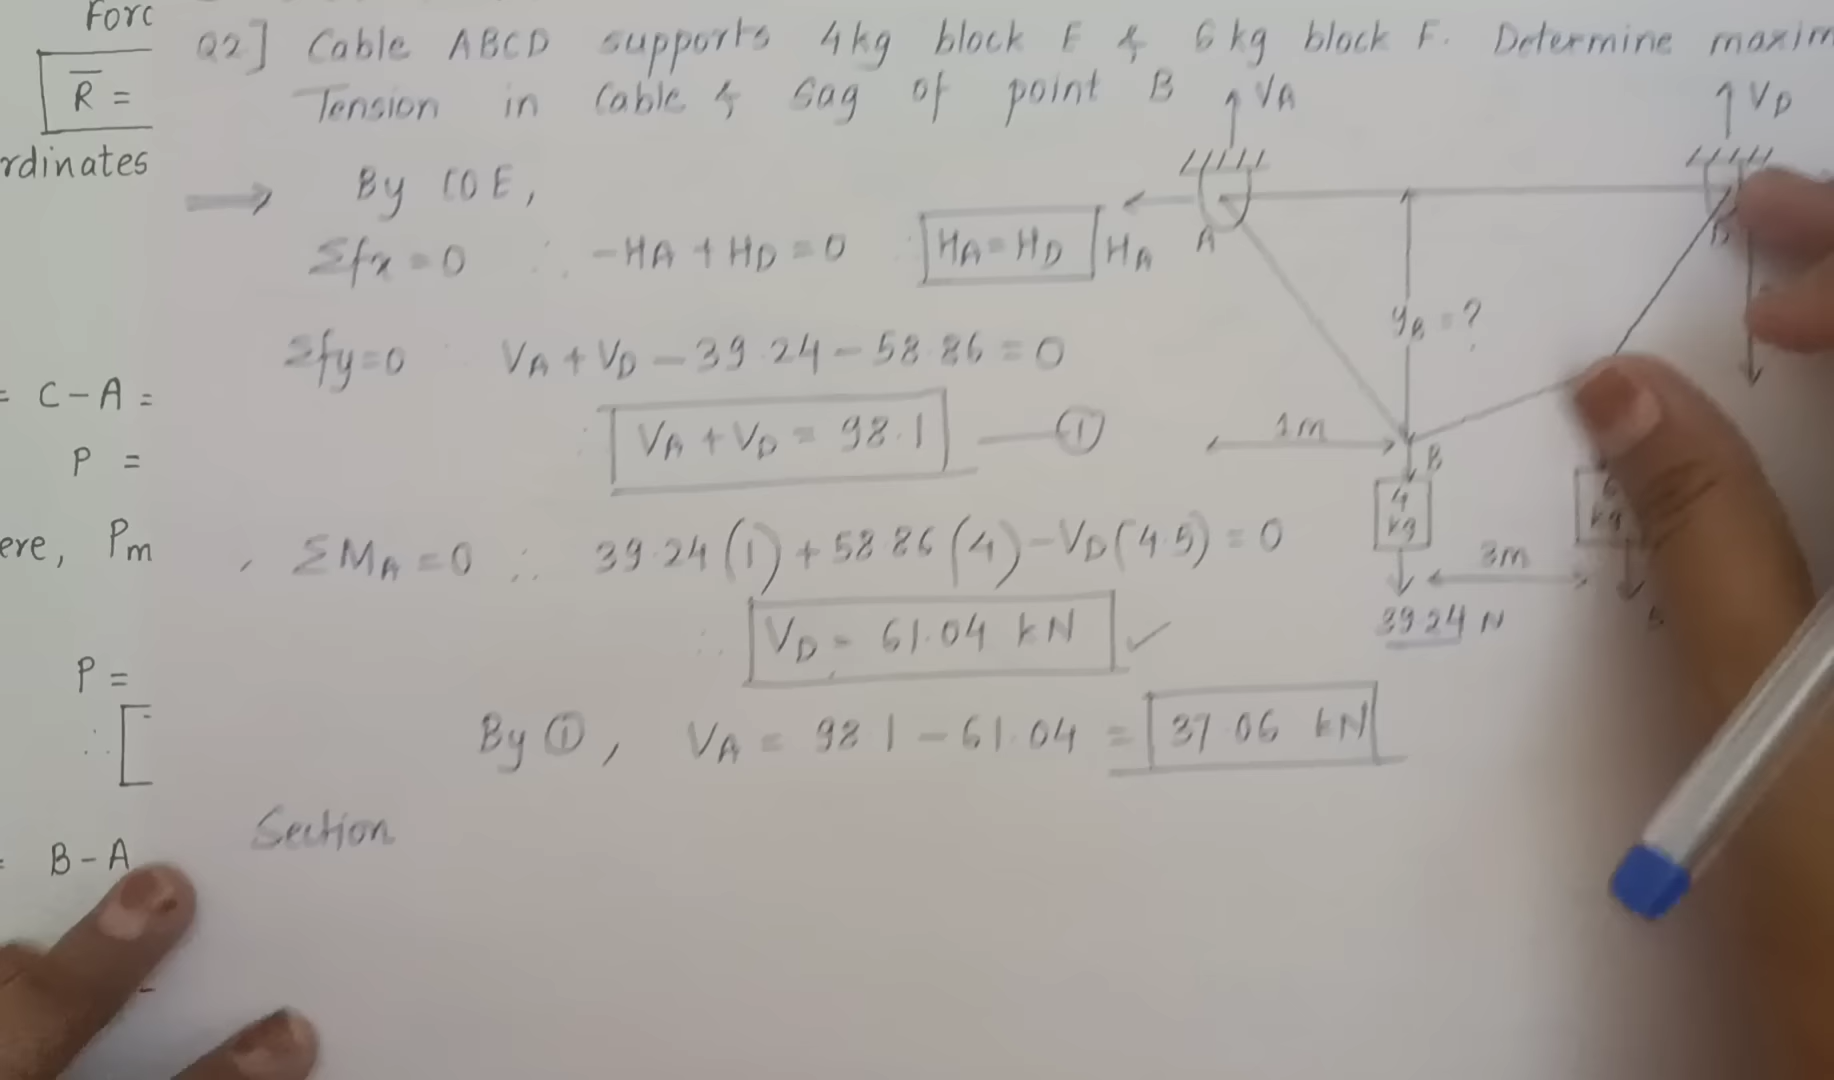 Forc
R =
rdinates
= C-A =
P =
ere, Pm
P =
∴ [
= B-A
Q2] Cable ABCD supports 4kg block E & 6kg block F. Determine maxim
Tension in Cable & Sag of point B
⟹ By COE,
Σfx=0 ∴ -HA + HD = 0 HA = HD
Σfy=0 VA + VD - 39.24 - 58.86 = 0
VA + VD = 98.1 —①
ΣMA = 0 ∴ 39.24(1) + 58.86(4) - VD(4.5) = 0
∴ VD = 61.04 kN ✓
By ①, VA = 98.1 - 61.04 = 37.06 kN
Section
VA
VD
HA
A
D
yB = ?
1m
B
4
kg
6
kg
3m
39.24 N